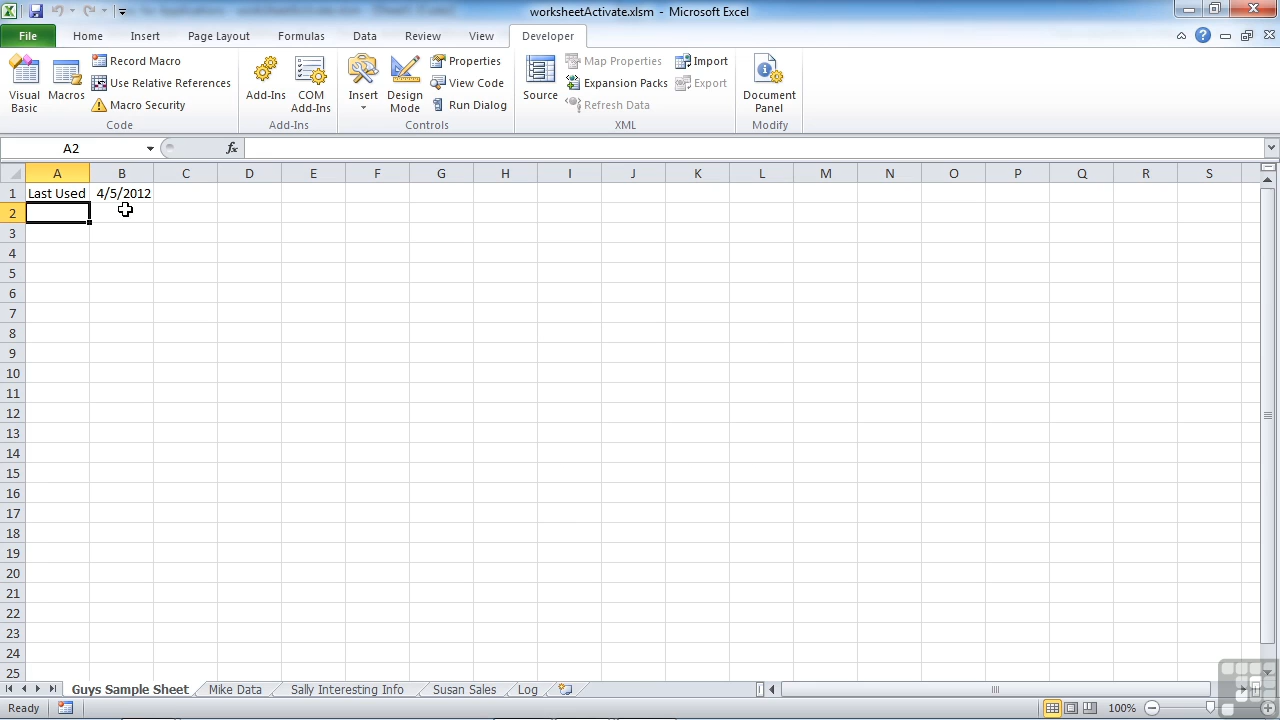 worksheetActivate.xlsm - Microsoft Excel
File Home Insert Page Layout Formulas Data Review View Developer
Visual Basic
Macros
Record Macro
Use Relative References
Macro Security
Code
Add-Ins
COM Add-Ins
Add-Ins
Insert
Design Mode
Properties
View Code
Run Dialog
Controls
Source
Map Properties
Expansion Packs
Refresh Data
Import
Export
XML
Document Panel
Modify
A2 fx
A B C D E F G H I J K L M N O P Q R S
1 Last Used 4/5/2012
2
3
4
5
6
7
8
9
10
11
12
13
14
15
16
17
18
19
20
21
22
23
24
25
Guys Sample Sheet Mike Data Sally Interesting Info Susan Sales Log
Ready 100%